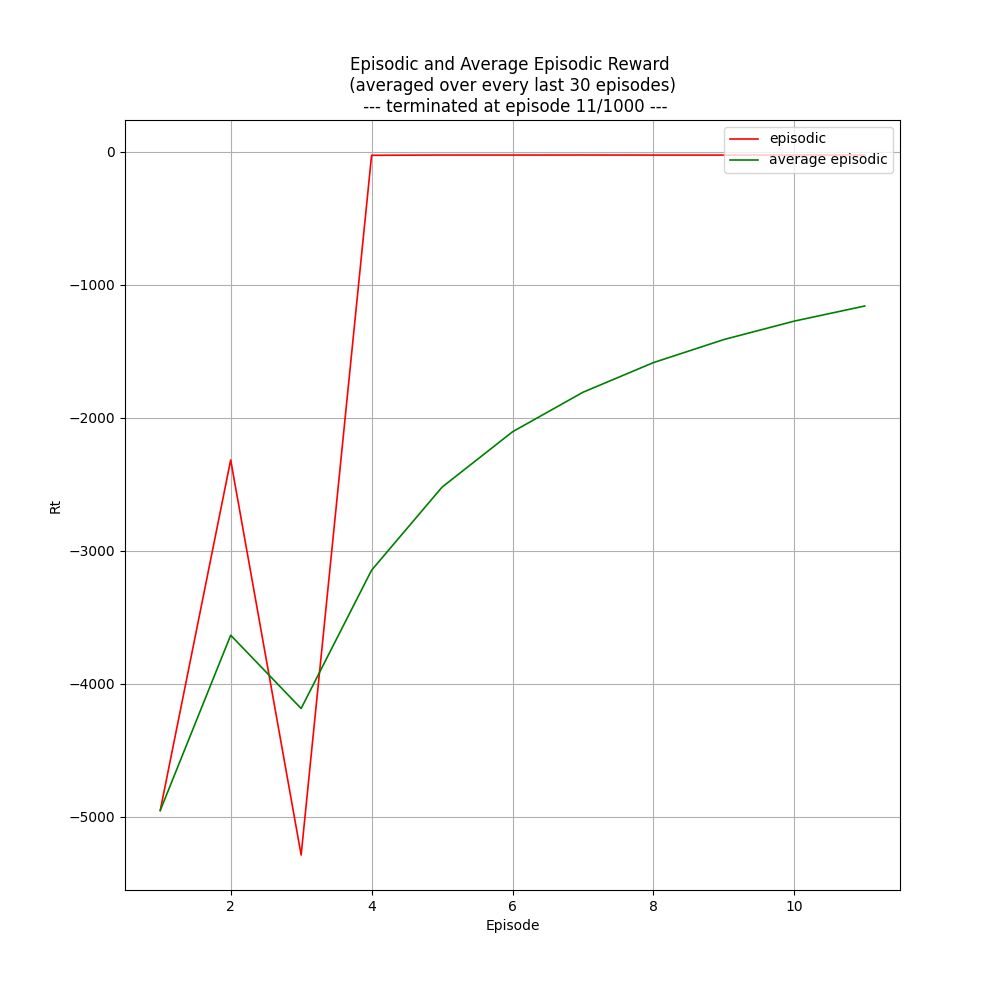 Episodic and Average Episodic Reward
(averaged over every last 30 episodes)
--- terminated at episode 11/1000 ---
episodic
average episodic
0
−1000
−2000
−3000
−4000
−5000
Rt
2
4
6
8
10
Episode